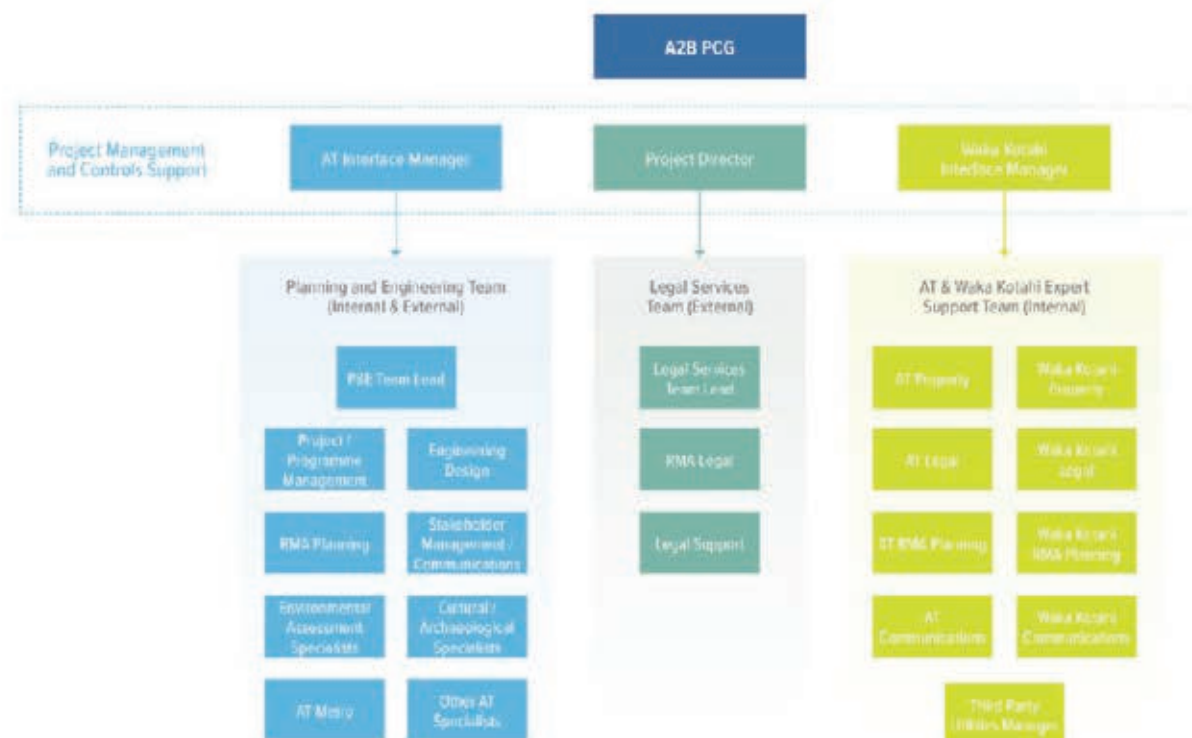 A2B PCG
Project Management
and Controls Support
AT Interface Manager
Project Director
Waka Kotahi
Interface Manager
Planning and Engineering Team
(Internal & External)
Legal Services
Team (External)
AT & Waka Kotahi Expert
Support Team (Internal)
P&E Team Lead
Project /
Programme
Management
Engineering
Design
RMA Planning
Stakeholder
Management /
Communications
Environmental
Assessment
Specialists
Cultural /
Archaeological
Specialists
AT Metro
Other AT
Specialists
Legal Services
Team Lead
RMA Legal
Legal Support
AT Property
Waka Kotahi
Property
AT Legal
Waka Kotahi
Legal
AT RMA Planning
Waka Kotahi
RMA Planning
AT
Communications
Waka Kotahi
Communications
Third Party
Utilities Manager